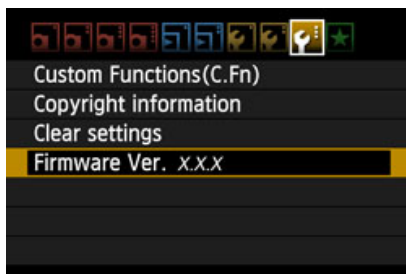 Custom Functions(C.Fn)
Copyright information
Clear settings
Firmware Ver. X.X.X